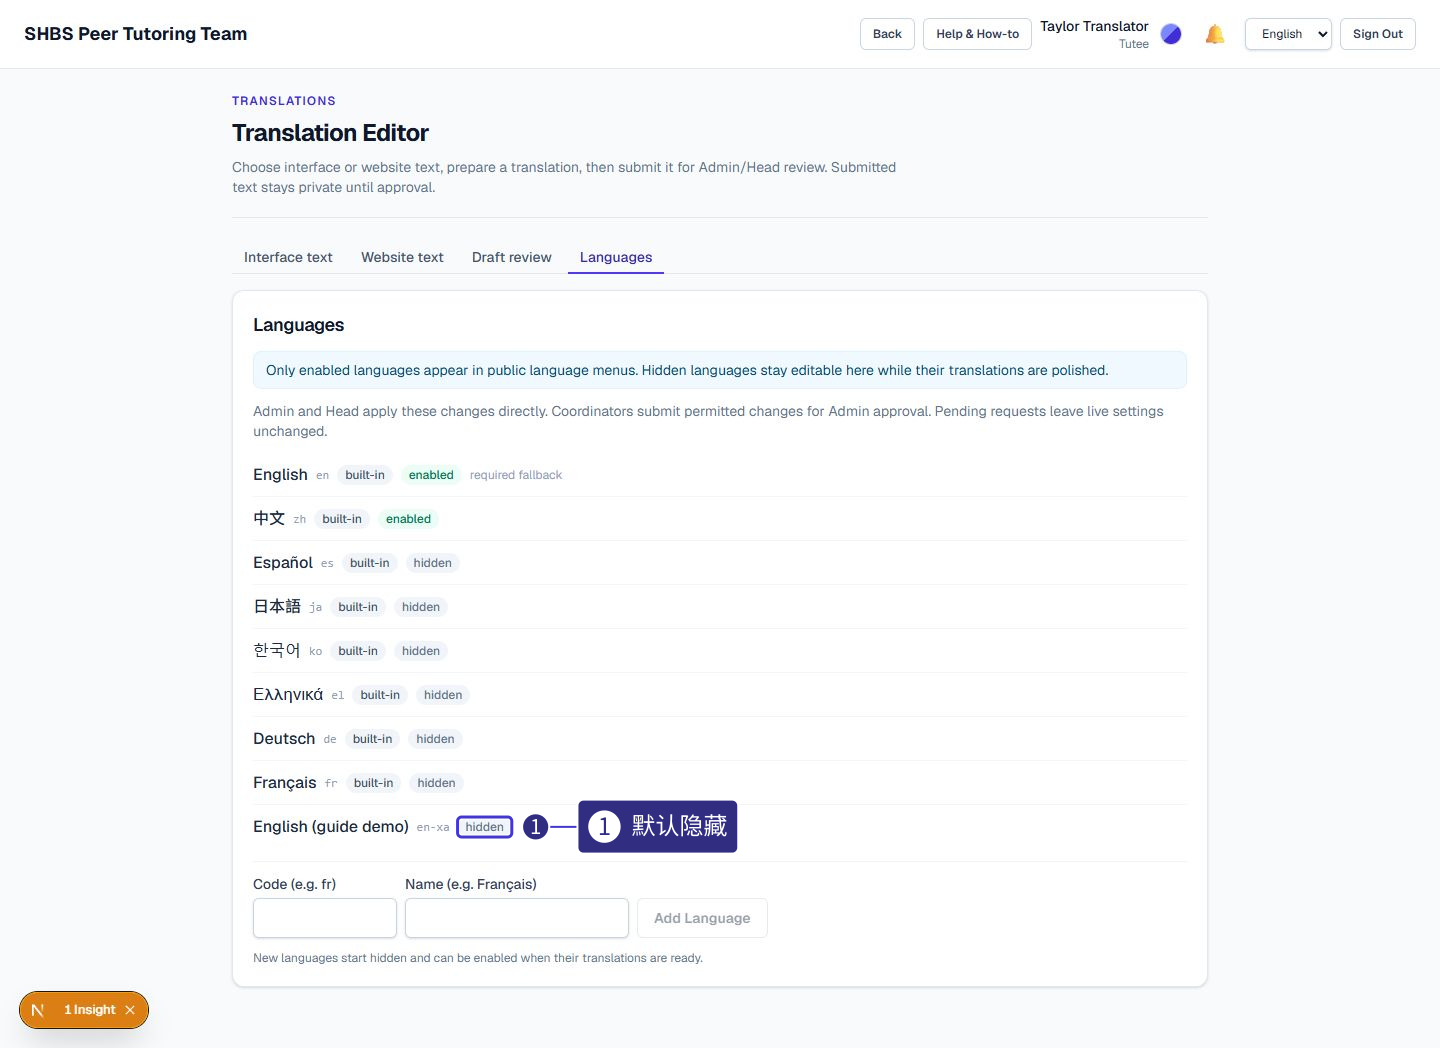 SHBS Peer Tutoring Team
Back
Help & How-to
Taylor Translator
Tutee
English
Sign Out
TRANSLATIONS
Translation Editor
Choose interface or website text, prepare a translation, then submit it for Admin/Head review. Submitted
text stays private until approval.
Interface text
Website text
Draft review
Languages
Languages
Only enabled languages appear in public language menus. Hidden languages stay editable here while their translations are polished.
Admin and Head apply these changes directly. Coordinators submit permitted changes for Admin approval. Pending requests leave live settings
unchanged.
English en built-in enabled required fallback
中文 zh built-in enabled
Español es built-in hidden
日本語 ja built-in hidden
한국어 ko built-in hidden
Ελληνικά el built-in hidden
Deutsch de built-in hidden
Français fr built-in hidden
English (guide demo) en-xa hidden 1 1 默认隐藏
Code (e.g. fr)
Name (e.g. Français)
Add Language
New languages start hidden and can be enabled when their translations are ready.
N 1 Insight